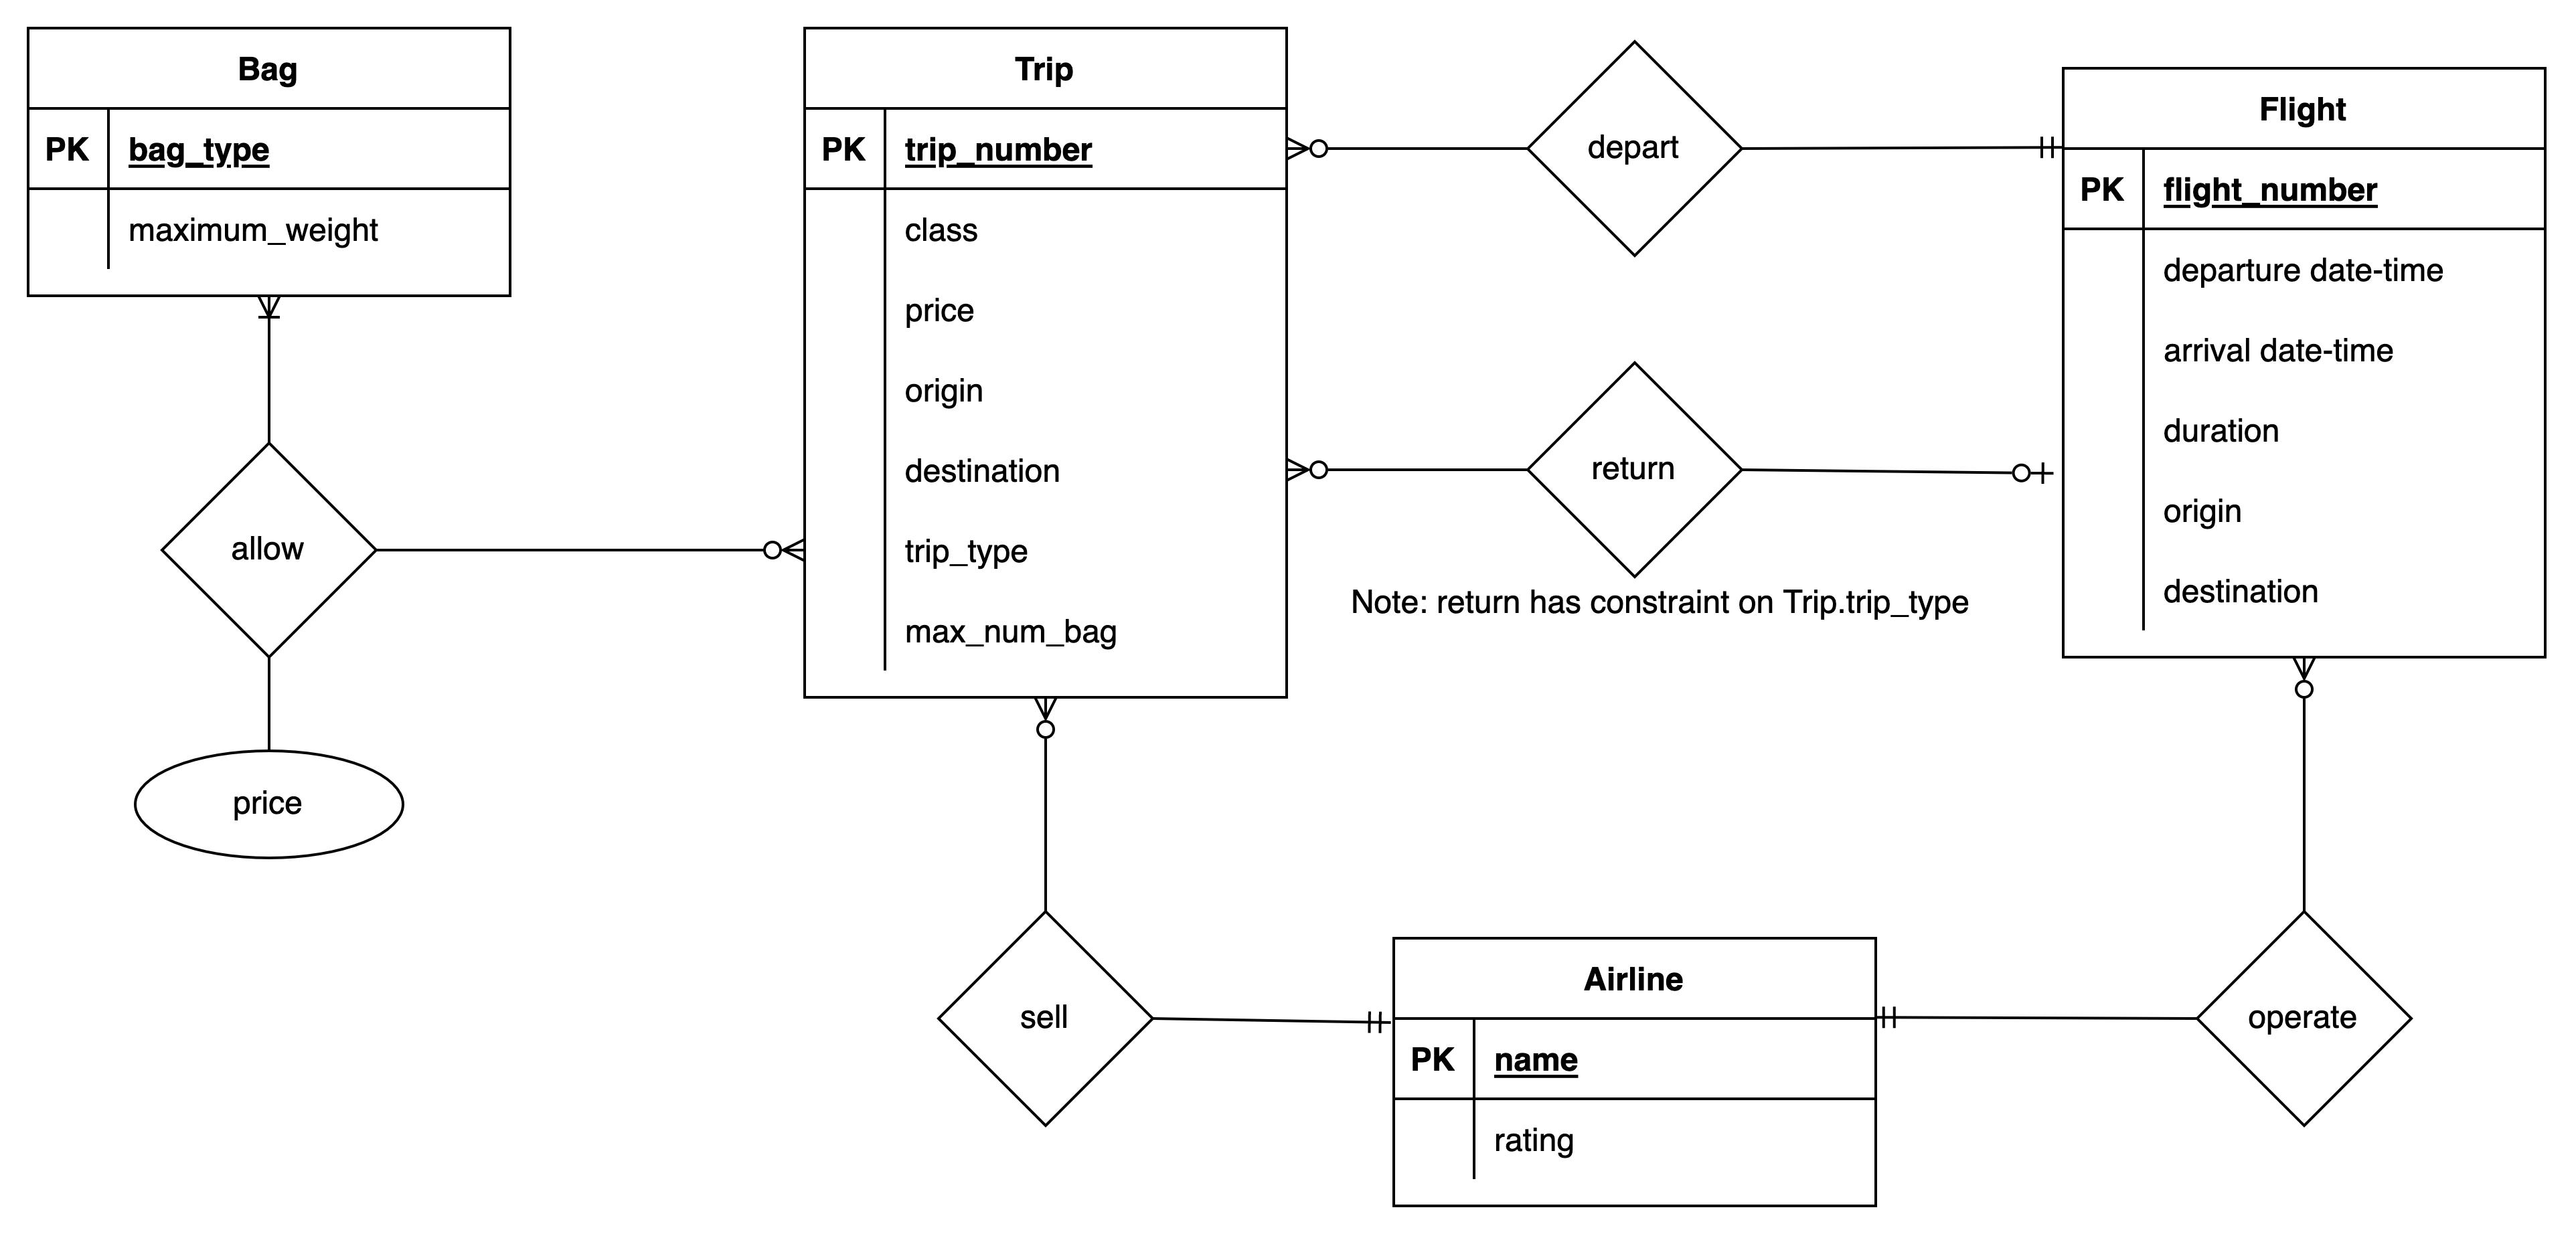 Bag
PK bag_type
maximum_weight
allow
price
Trip
PK trip_number
class
price
origin
destination
trip_type
max_num_bag
depart
return
Note: return has constraint on Trip.trip_type
Flight
PK flight_number
departure date-time
arrival date-time
duration
origin
destination
sell
Airline
PK name
rating
operate